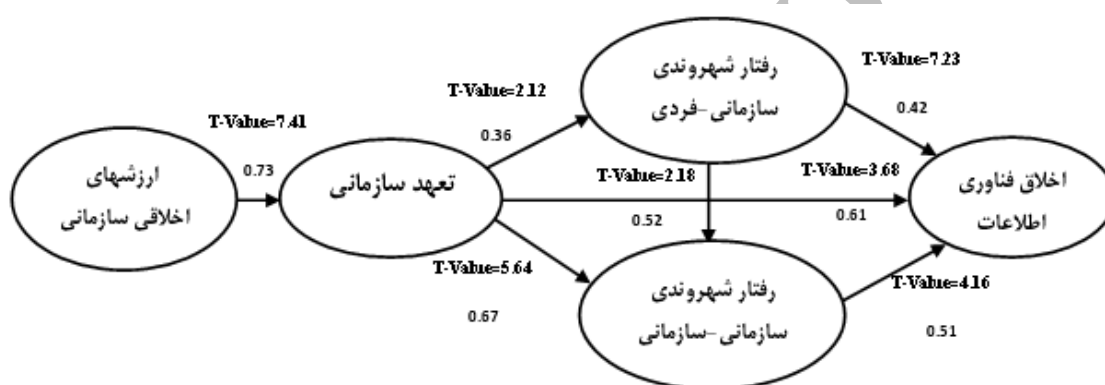 رفتار شهروندی
سازمانی-فردی
T-Value=7.23
T-Value=2.12
0.42
0.36
T-Value=7.41
0.73
ارزشهای
اخلاقی سازمانی
تعهد سازمانی
T-Value=2.18
T-Value=3.68
0.52
0.61
اخلاق فناوری
اطلاعات
T-Value=5.64
0.67
رفتار شهروندی
سازمانی-سازمانی
T-Value=4.16
0.51